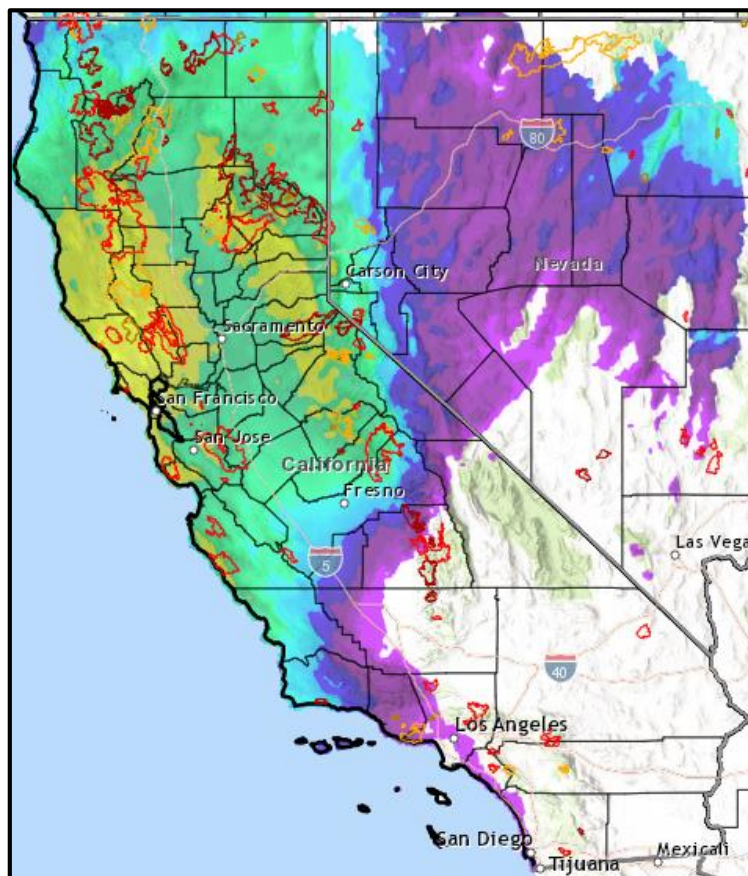 80
Carson City
Nevada
Sacramento
San Francisco
San Jose
California
Fresno
5
Las Vega
40
Los Angeles
San Diego
Tijuana
Mexicali